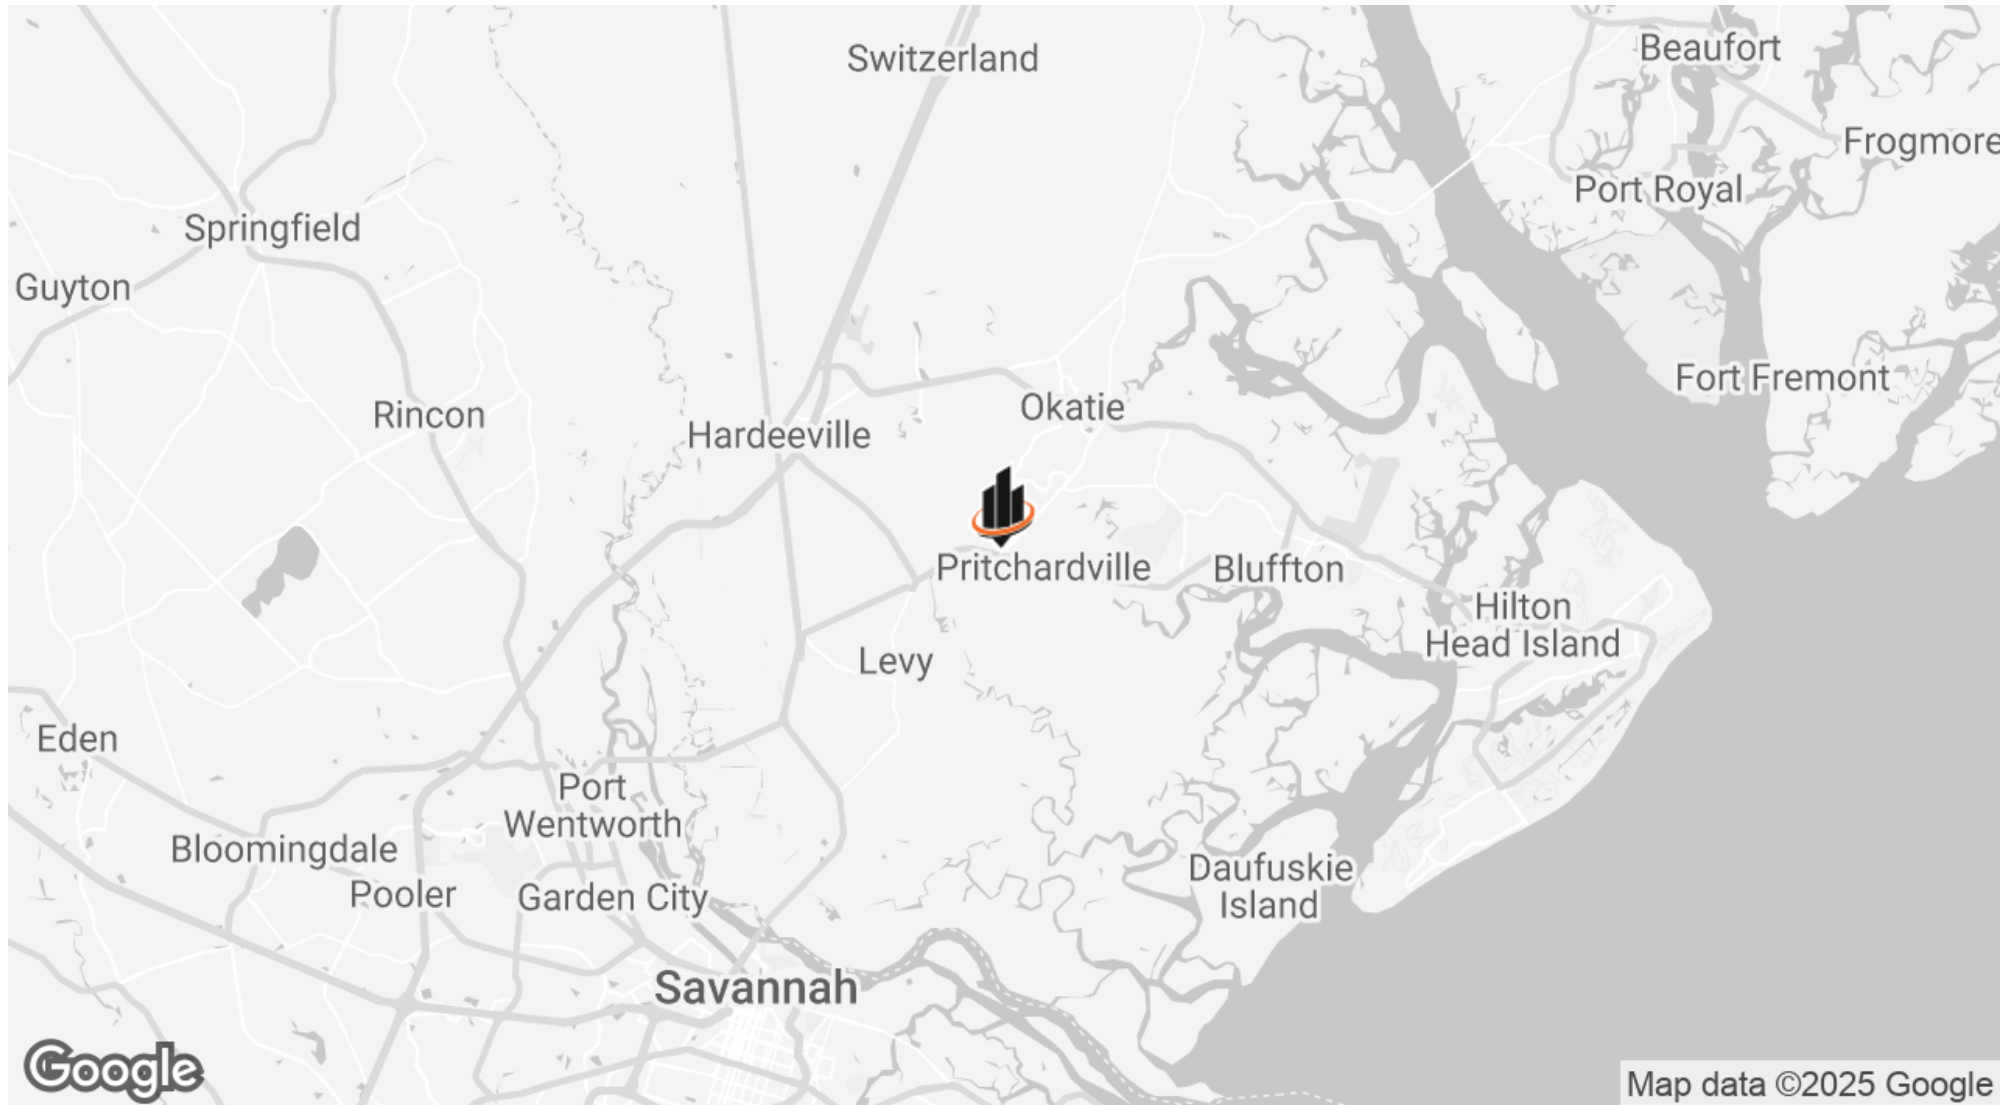 Switzerland
Beaufort
Frogmore
Port Royal
Springfield
Guyton
Fort Fremont
Okatie
Rincon
Hardeeville
Pritchardville
Bluffton
Hilton
Head Island
Levy
Eden
Port
Wentworth
Bloomingdale
Pooler
Garden City
Daufuskie
Island
Savannah
Google
Map data ©2025 Google